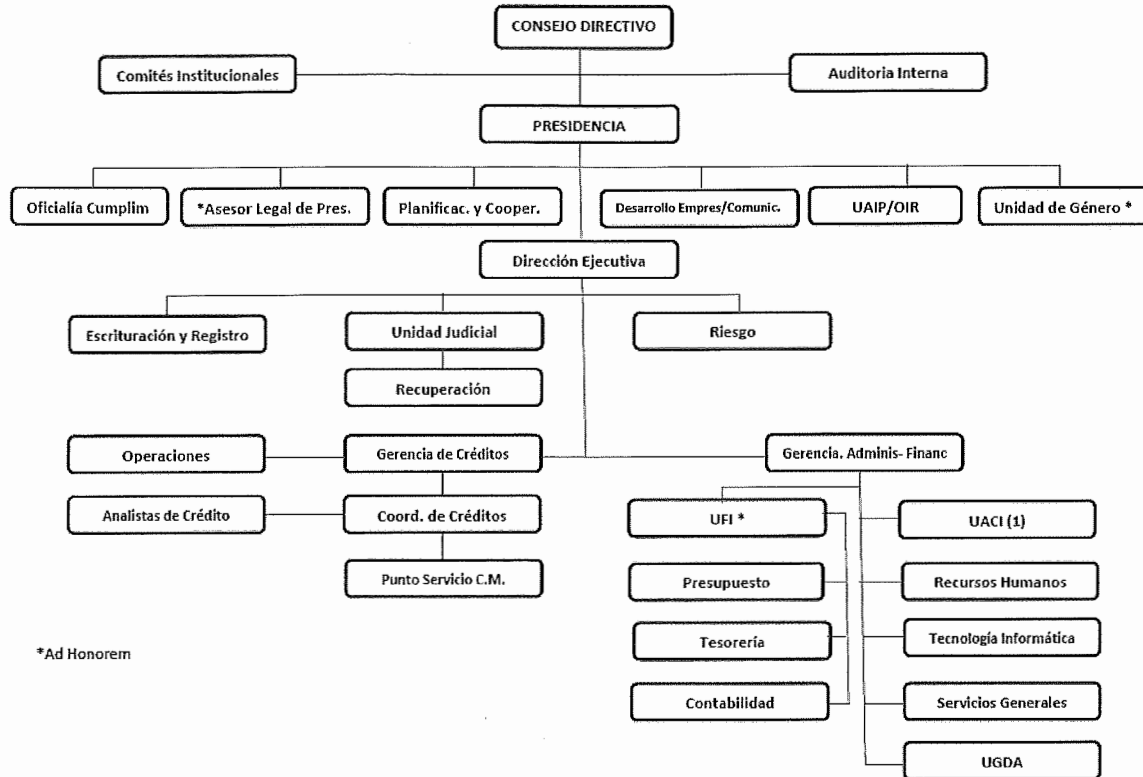 CONSEJO DIRECTIVO
Comités Institucionales
Auditoria Interna
PRESIDENCIA
Oficialía Cumplim
*Asesor Legal de Pres.
Planificac. y Cooper.
Desarrollo Empres/Comunic.
UAIP/OIR
Unidad de Género *
Dirección Ejecutiva
Escrituración y Registro
Unidad Judicial
Riesgo
Recuperación
Operaciones
Gerencia de Créditos
Gerencia. Adminis- Financ
Analistas de Crédito
Coord. de Créditos
UFI *
UACI (1)
Punto Servicio C.M.
Presupuesto
Recursos Humanos
Tesorería
Tecnología Informática
*Ad Honorem
Contabilidad
Servicios Generales
UGDA